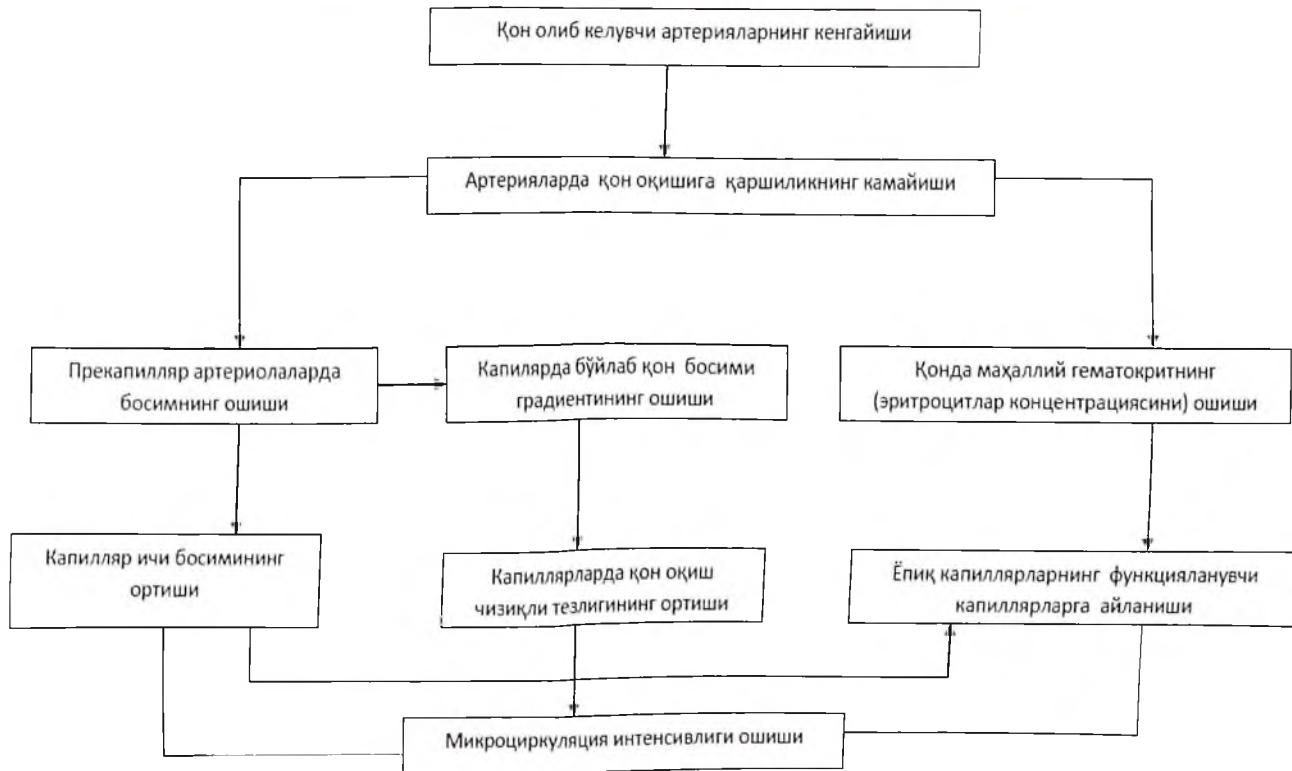 Қон олиб келувчи артерияларнинг кенгайиши
Артерияларда қон оқишига қаршиликнинг камайиши
Прекапилляр артериолаларда
босимнинг ошиши
Капилярда бўйлаб қон босими
градиентининг ошиши
Қонда маҳаллий гематокритнинг
(эритроцитлар концентрациясини) ошиши
Капилляр ичи босимининг
ортиши
Капиллярларда қон оқиш
чизиқли тезлигининг ортиши
Ёпиқ капиллярларнинг функцияланувчи
капиллярларга айланиши
Микроциркуляция интенсивлиги ошиши